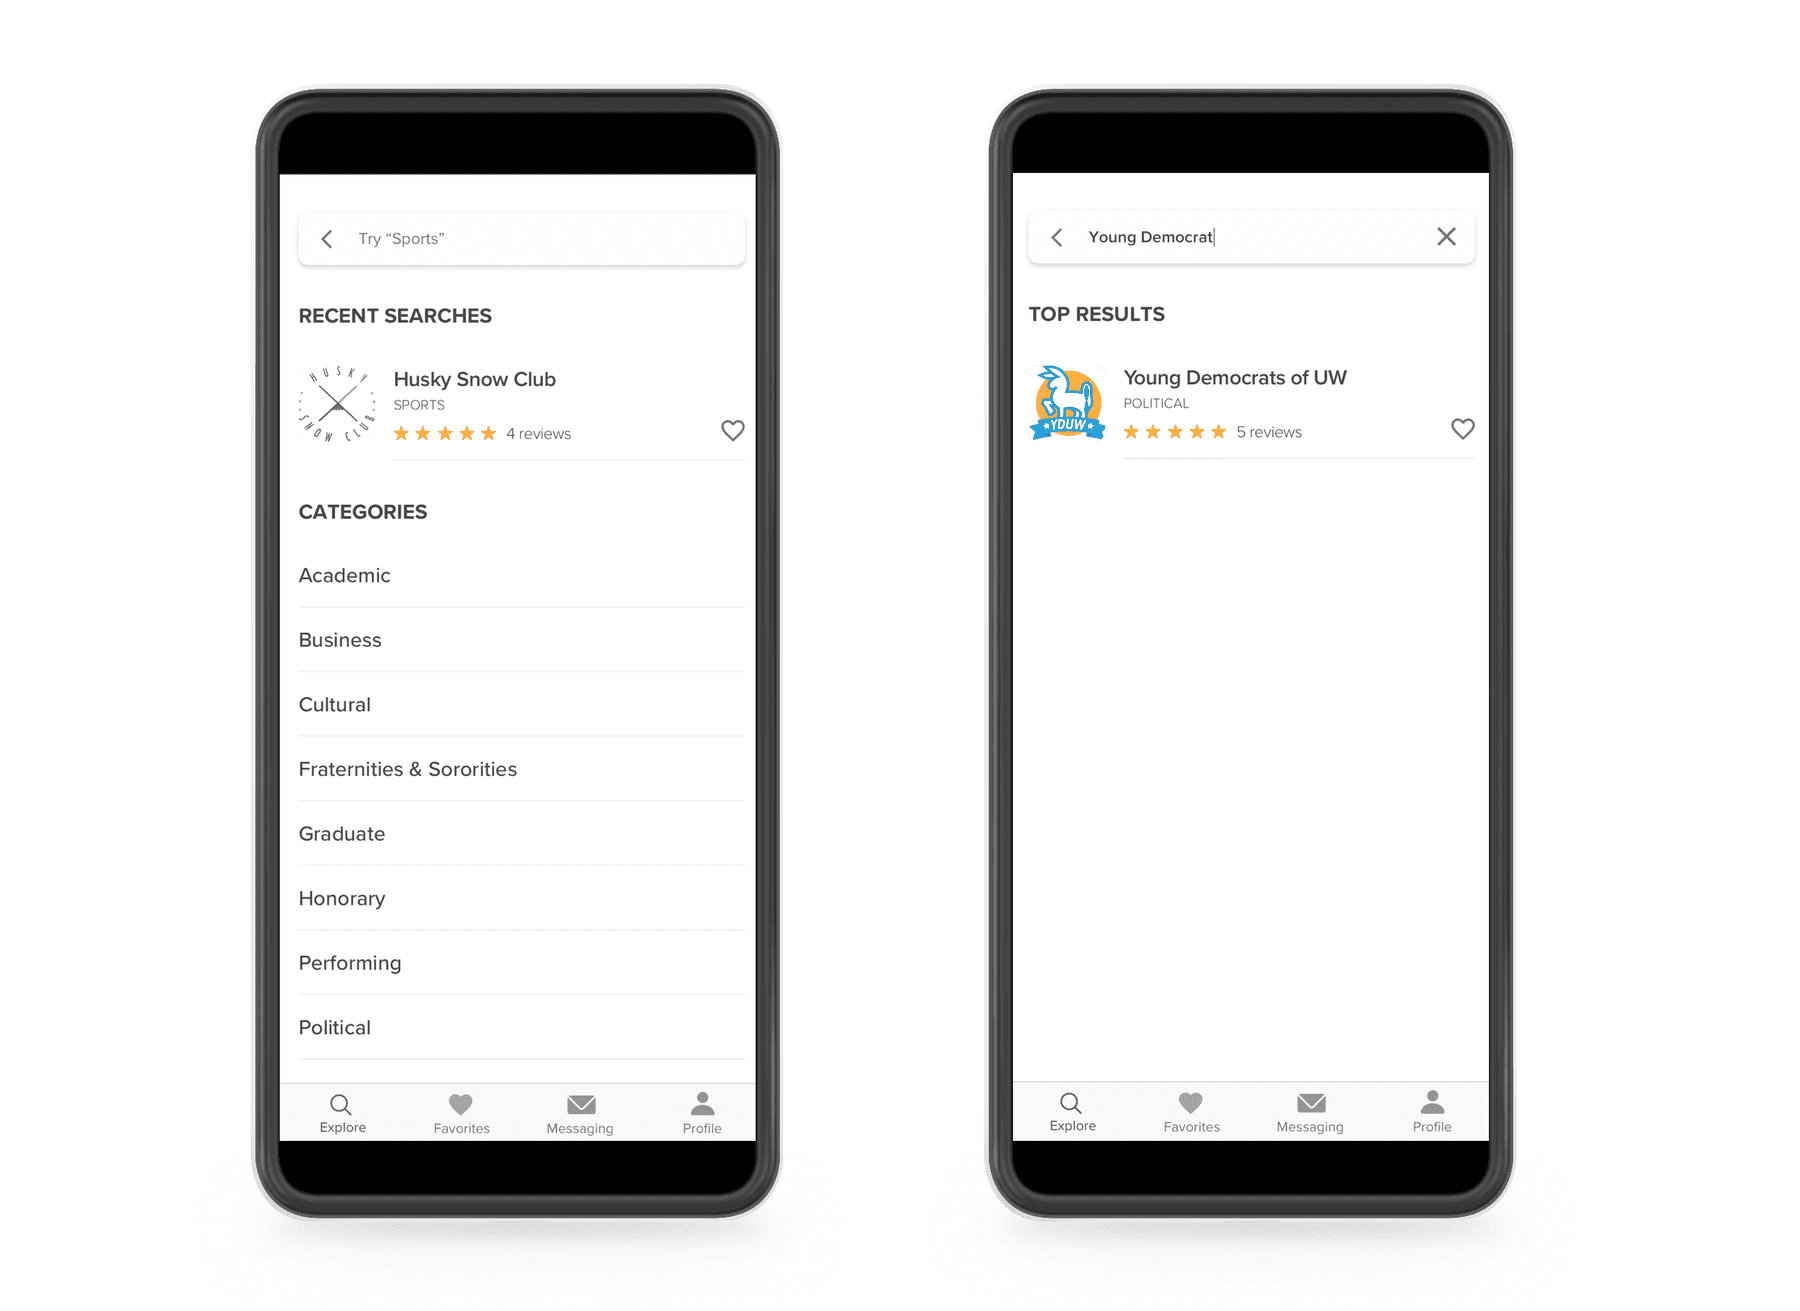 Try “Sports”
RECENT SEARCHES
HUSKY
SNOW CLUB
Husky Snow Club
SPORTS
4 reviews
CATEGORIES
Academic
Business
Cultural
Fraternities & Sororities
Graduate
Honorary
Performing
Political
Explore
Favorites
Messaging
Profile
Young Democrat
TOP RESULTS
YDUW
Young Democrats of UW
POLITICAL
5 reviews
Explore
Favorites
Messaging
Profile